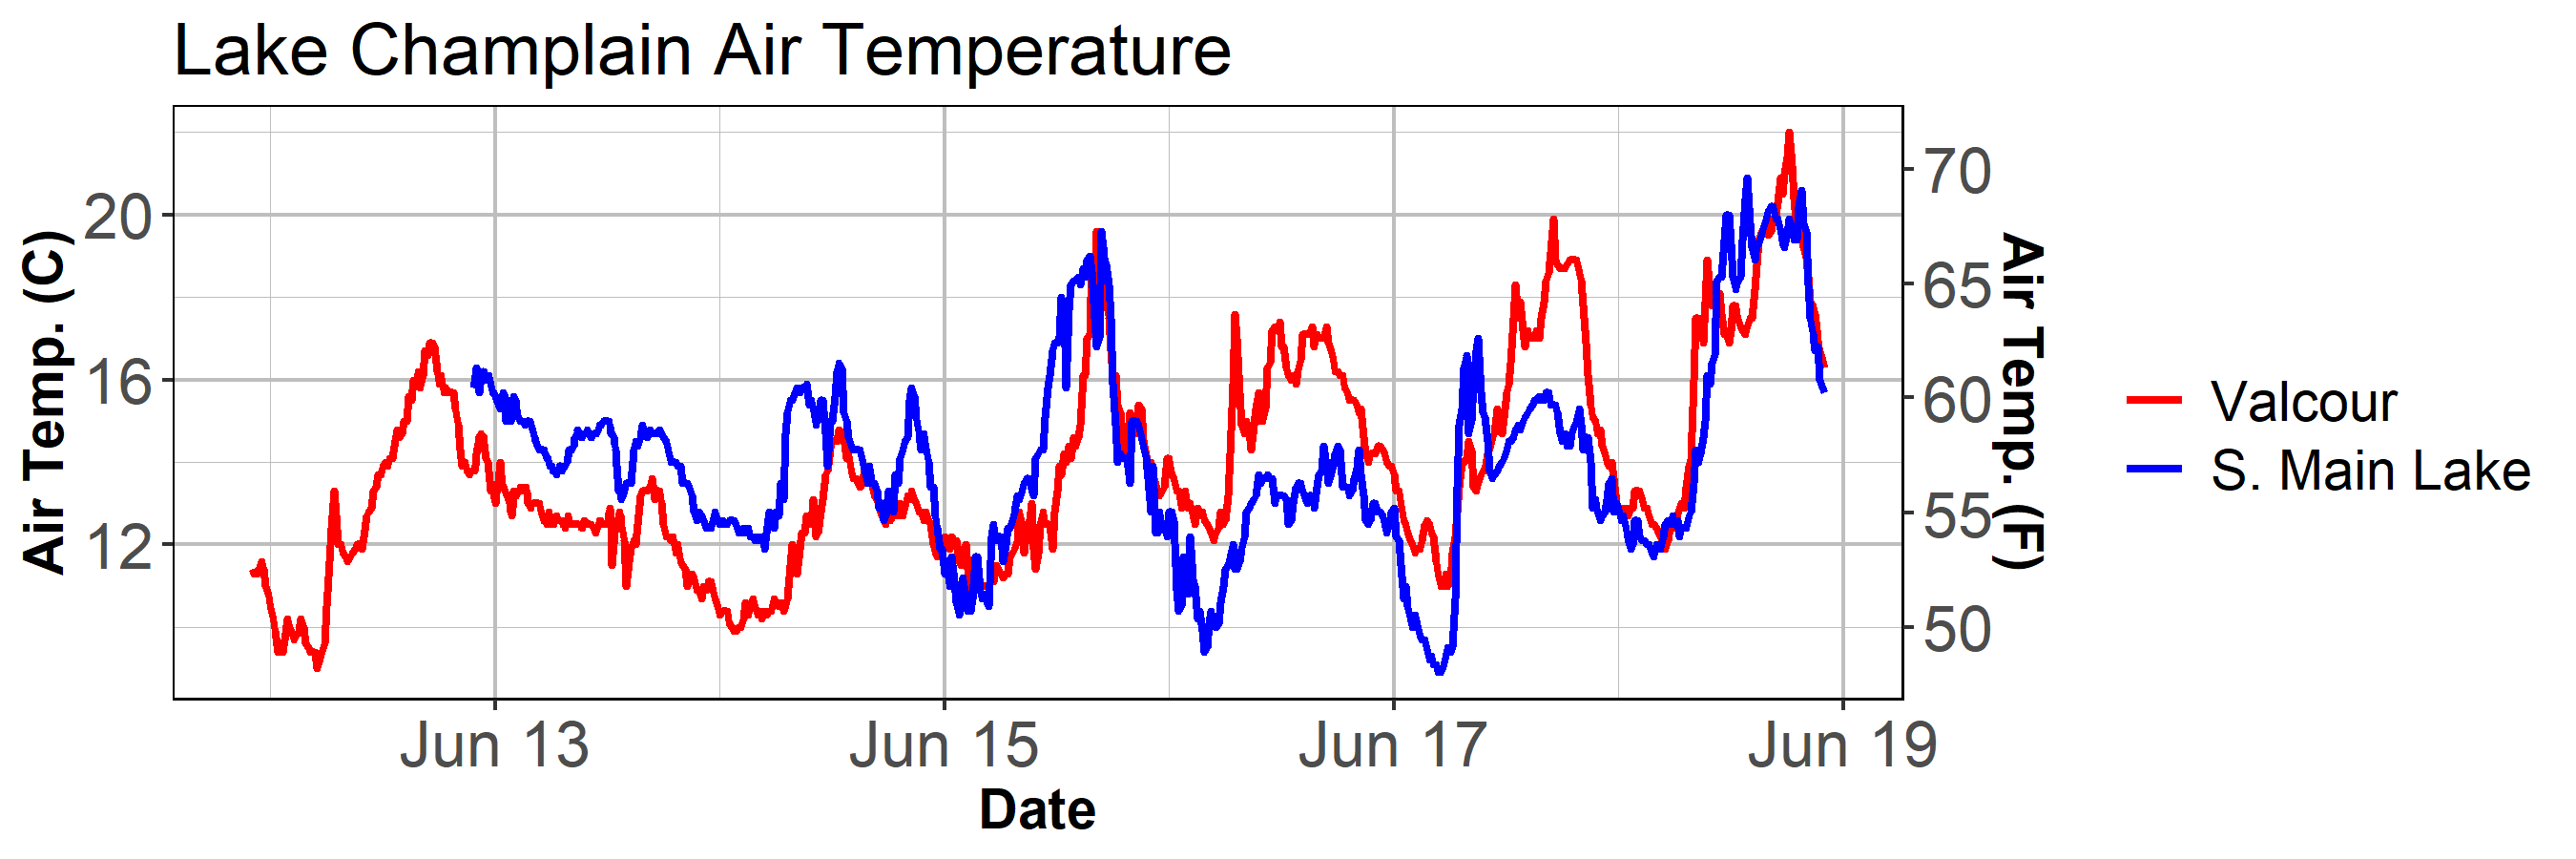 Lake Champlain Air Temperature
Air Temp. (C)
20
16
12
70
65
60
55
50
Air Temp. (F)
Jun 13
Jun 15
Jun 17
Jun 19
Date
Valcour
S. Main Lake